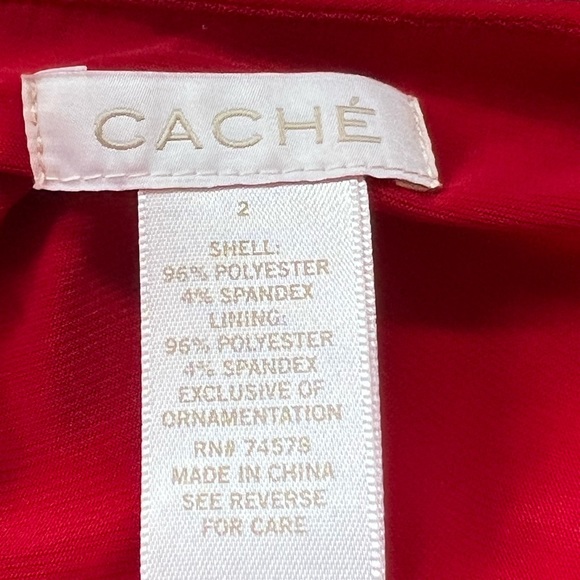 CACHÉ
2
SHELL:
96% POLYESTER
4% SPANDEX
LINING:
96% POLYESTER
4% SPANDEX
EXCLUSIVE OF
ORNAMENTATION
RN# 74578
MADE IN CHINA
SEE REVERSE
FOR CARE